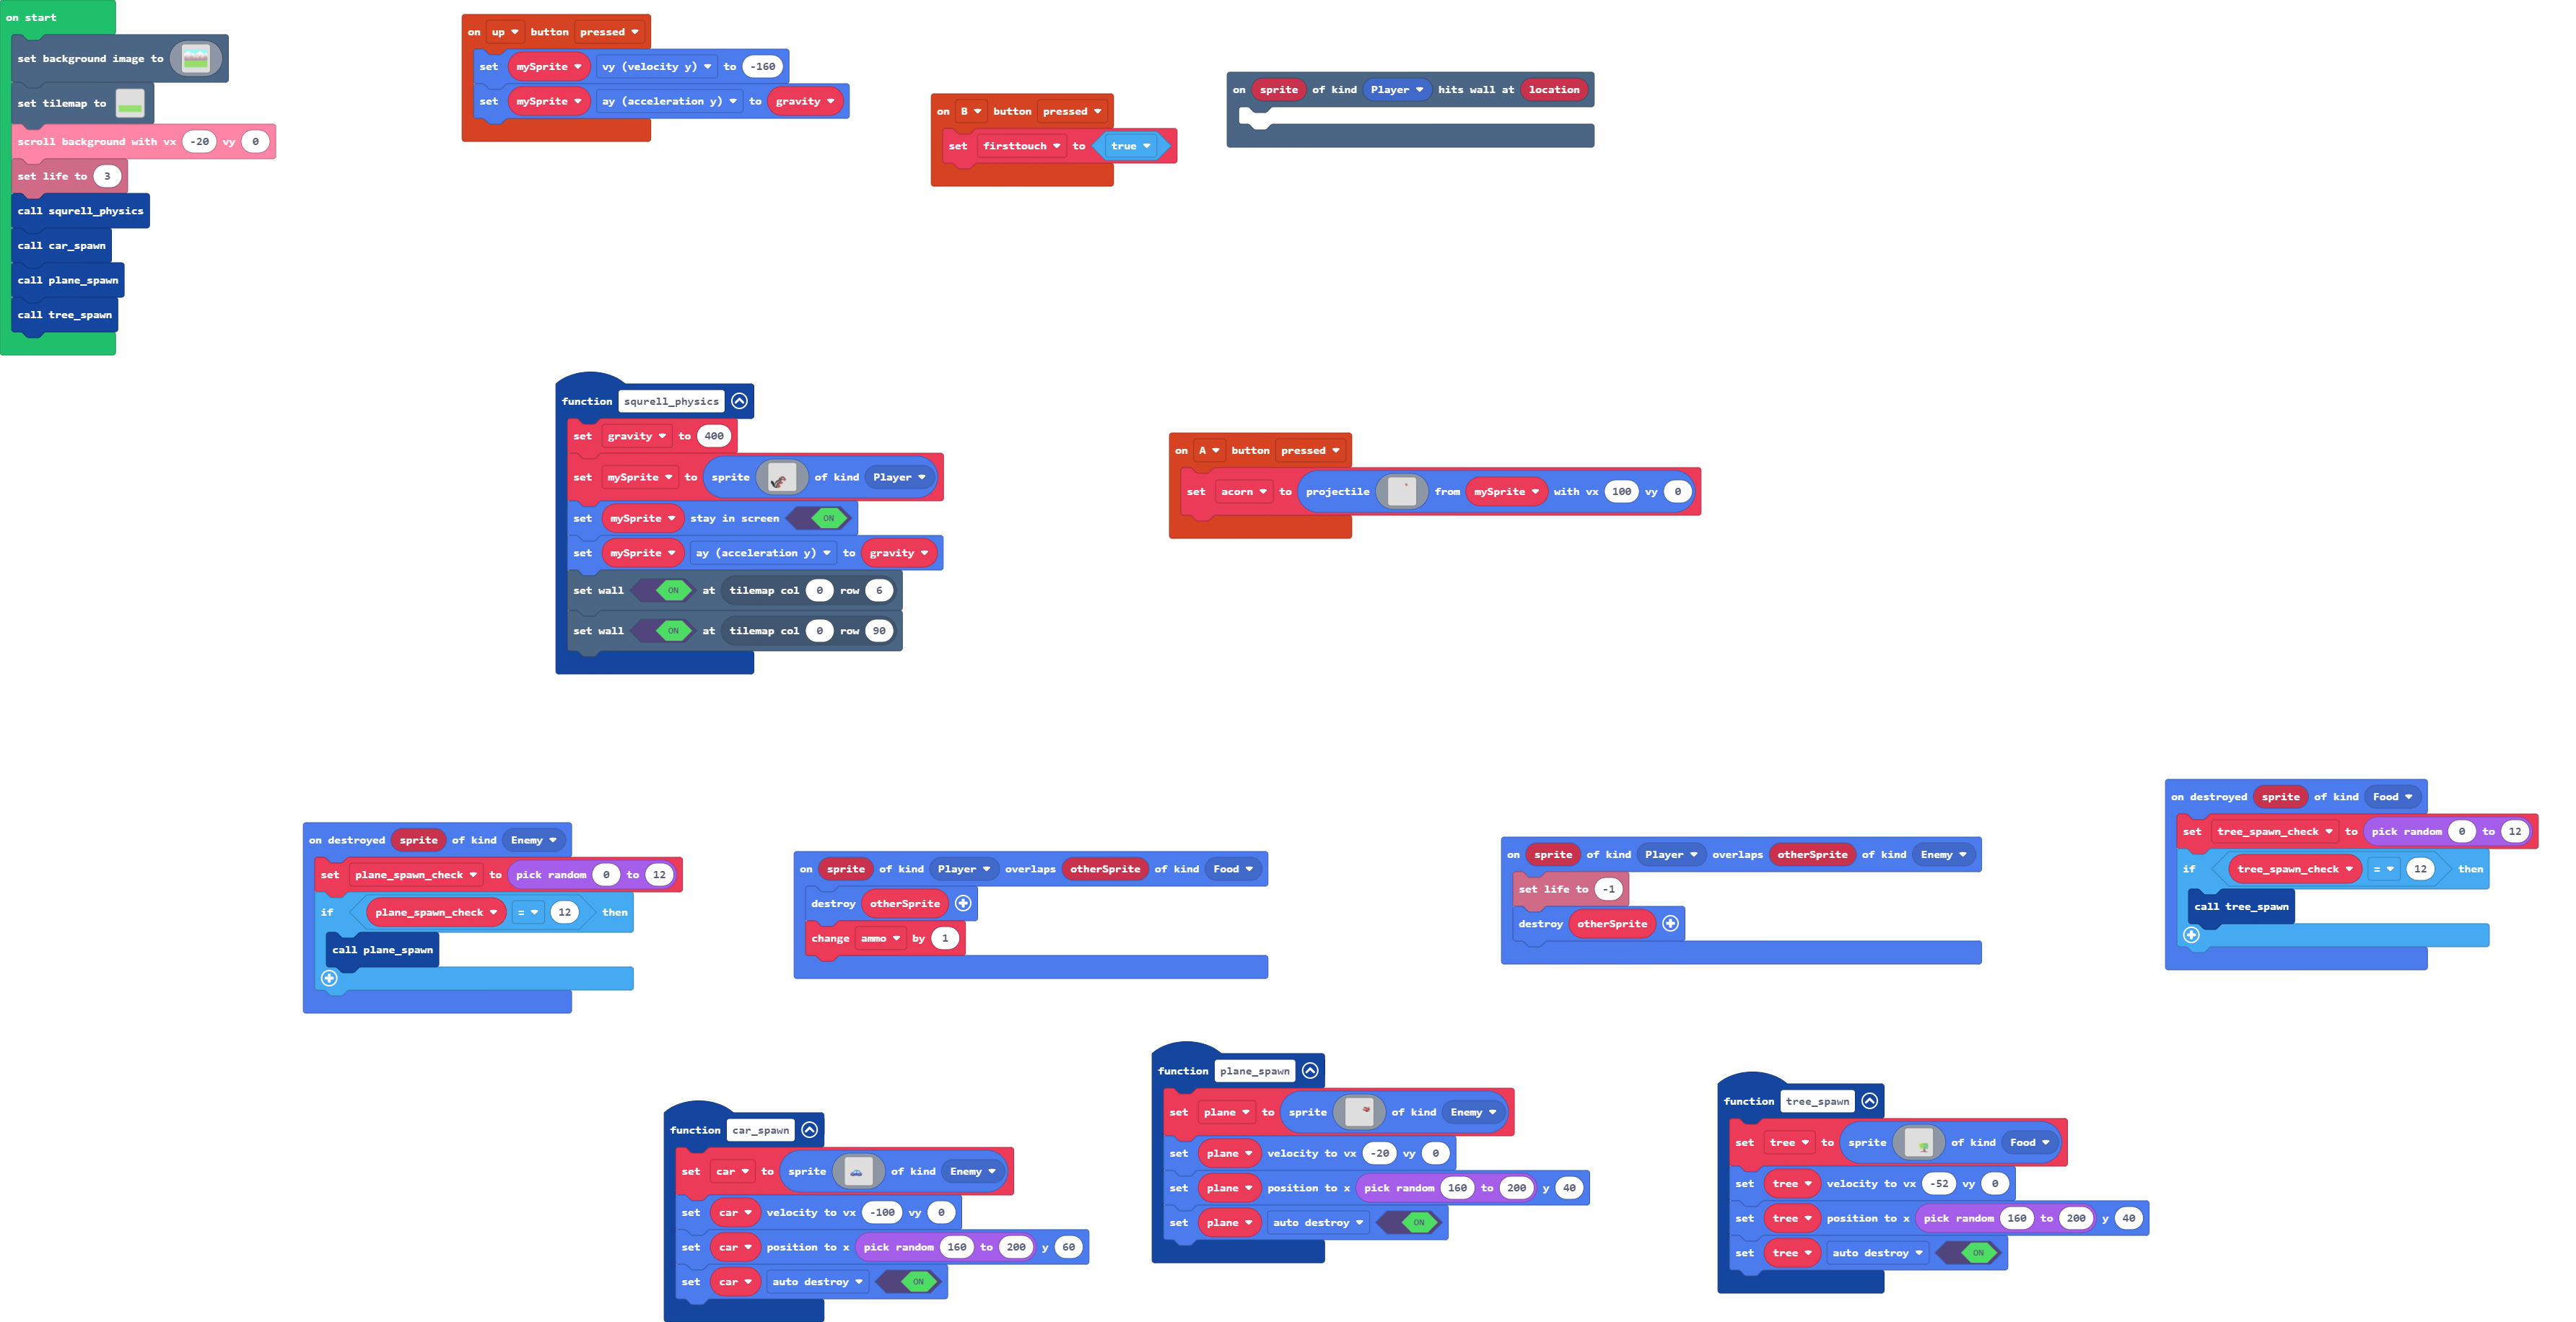 on start
set background image to
set tilemap to
scroll background with vx -20 vy 0
set life to 3
call squrell_physics
call car_spawn
call plane_spawn
call tree_spawn
on up button pressed
set mySprite vy (velocity y) to -160
set mySprite ay (acceleration y) to gravity
on B button pressed
set firsttouch to true
on sprite of kind Player hits wall at location
function squrell_physics
set gravity to 400
set mySprite to sprite of kind Player
set mySprite stay in screen ON
set mySprite ay (acceleration y) to gravity
set wall ON at tilemap col 0 row 6
set wall ON at tilemap col 0 row 90
on A button pressed
set acorn to projectile from mySprite with vx 100 vy 0
on destroyed sprite of kind Enemy
set plane_spawn_check to pick random 0 to 12
if plane_spawn_check = 12 then
call plane_spawn
on sprite of kind Player overlaps otherSprite of kind Food
destroy otherSprite
change ammo by 1
on sprite of kind Player overlaps otherSprite of kind Enemy
set life to -1
destroy otherSprite
on destroyed sprite of kind Food
set tree_spawn_check to pick random 0 to 12
if tree_spawn_check = 12 then
call tree_spawn
function car_spawn
set car to sprite of kind Enemy
set car velocity to vx -100 vy 0
set car position to x pick random 160 to 200 y 60
set car auto destroy ON
function plane_spawn
set plane to sprite of kind Enemy
set plane velocity to vx -20 vy 0
set plane position to x pick random 160 to 200 y 40
set plane auto destroy ON
function tree_spawn
set tree to sprite of kind Food
set tree velocity to vx -52 vy 0
set tree position to x pick random 160 to 200 y 40
set tree auto destroy ON